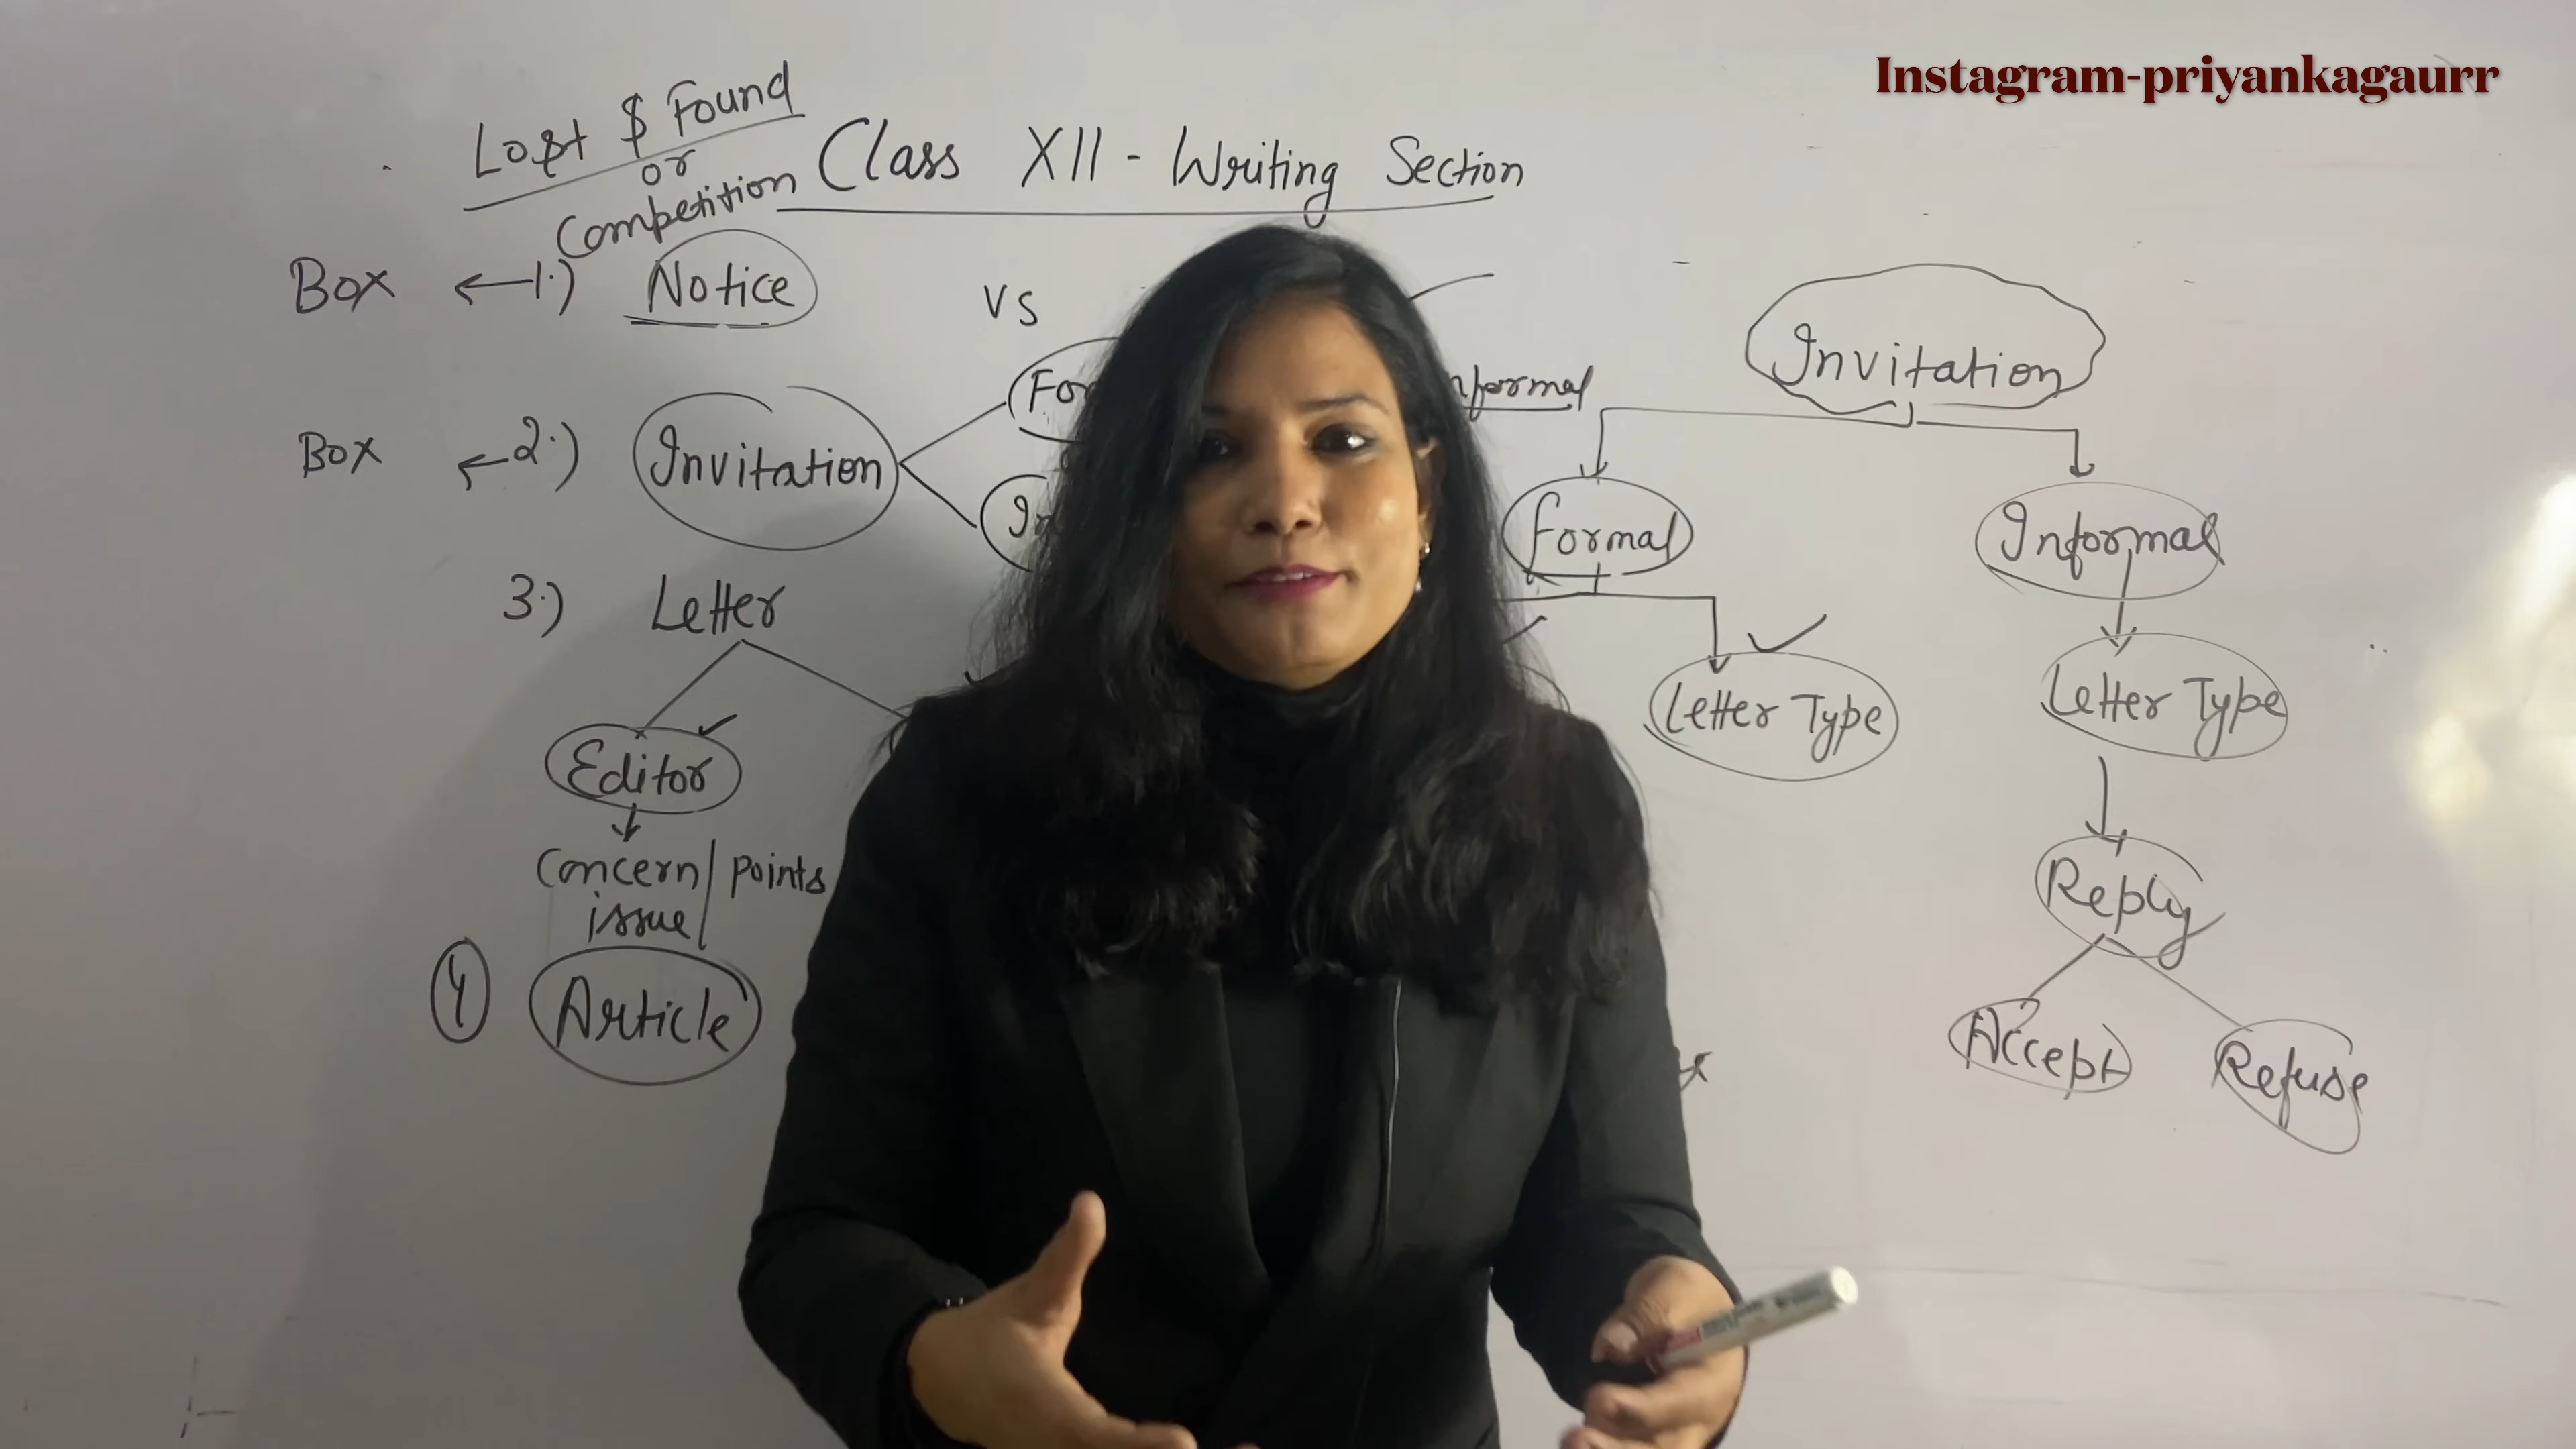 Instagram-priyankagaurr
Lost $ Found
or
Competition
Class XII - Writing Section
Box ← 1.) Notice
VS
Invitation
Box ← 2.) Invitation
Formal
Informal
3.) Letter
Letter Type
Letter Type
Editor
Concern/ points
issue
Reply
4 Article
Accept
Refuse